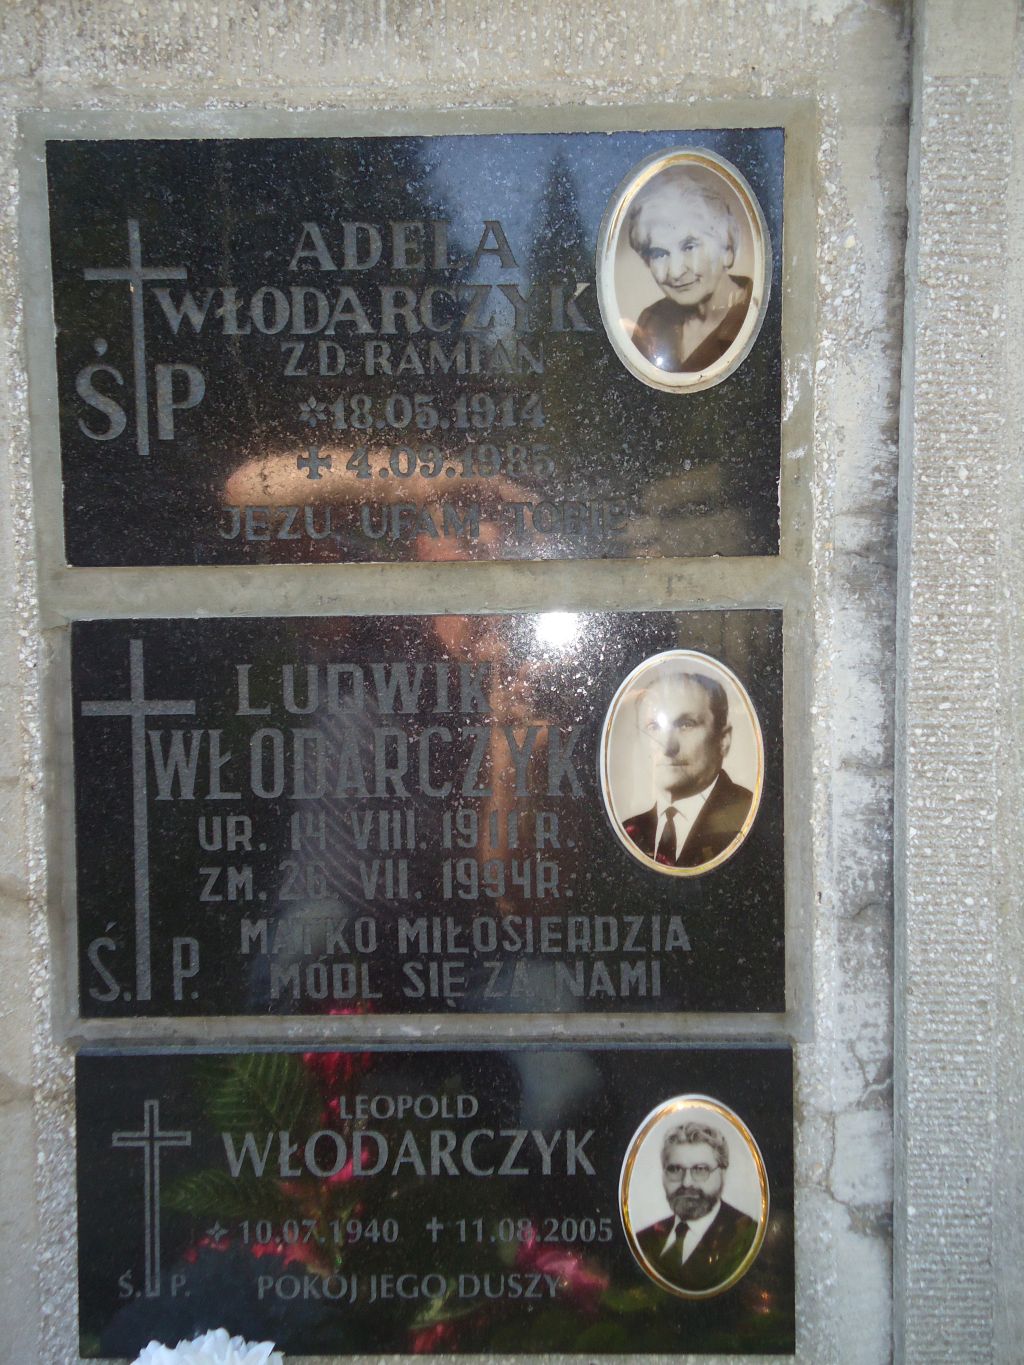 ADELA
WŁODARCZYK
Z D. RAMIAN
Ś P
* 18.05.1914
+ 4.09.1985
JEZU UFAM TOBIE
LUDWIK
WŁODARCZYK
UR. 14 VIII. 1911 R.
ZM. 26 VII. 1994 R.
Ś. P.
MATKO MIŁOSIERDZIA
MÓDL SIĘ ZA NAMI
LEOPOLD
WŁODARCZYK
* 10.07.1940 + 11.08.2005
Ś. P.
POKÓJ JEGO DUSZY